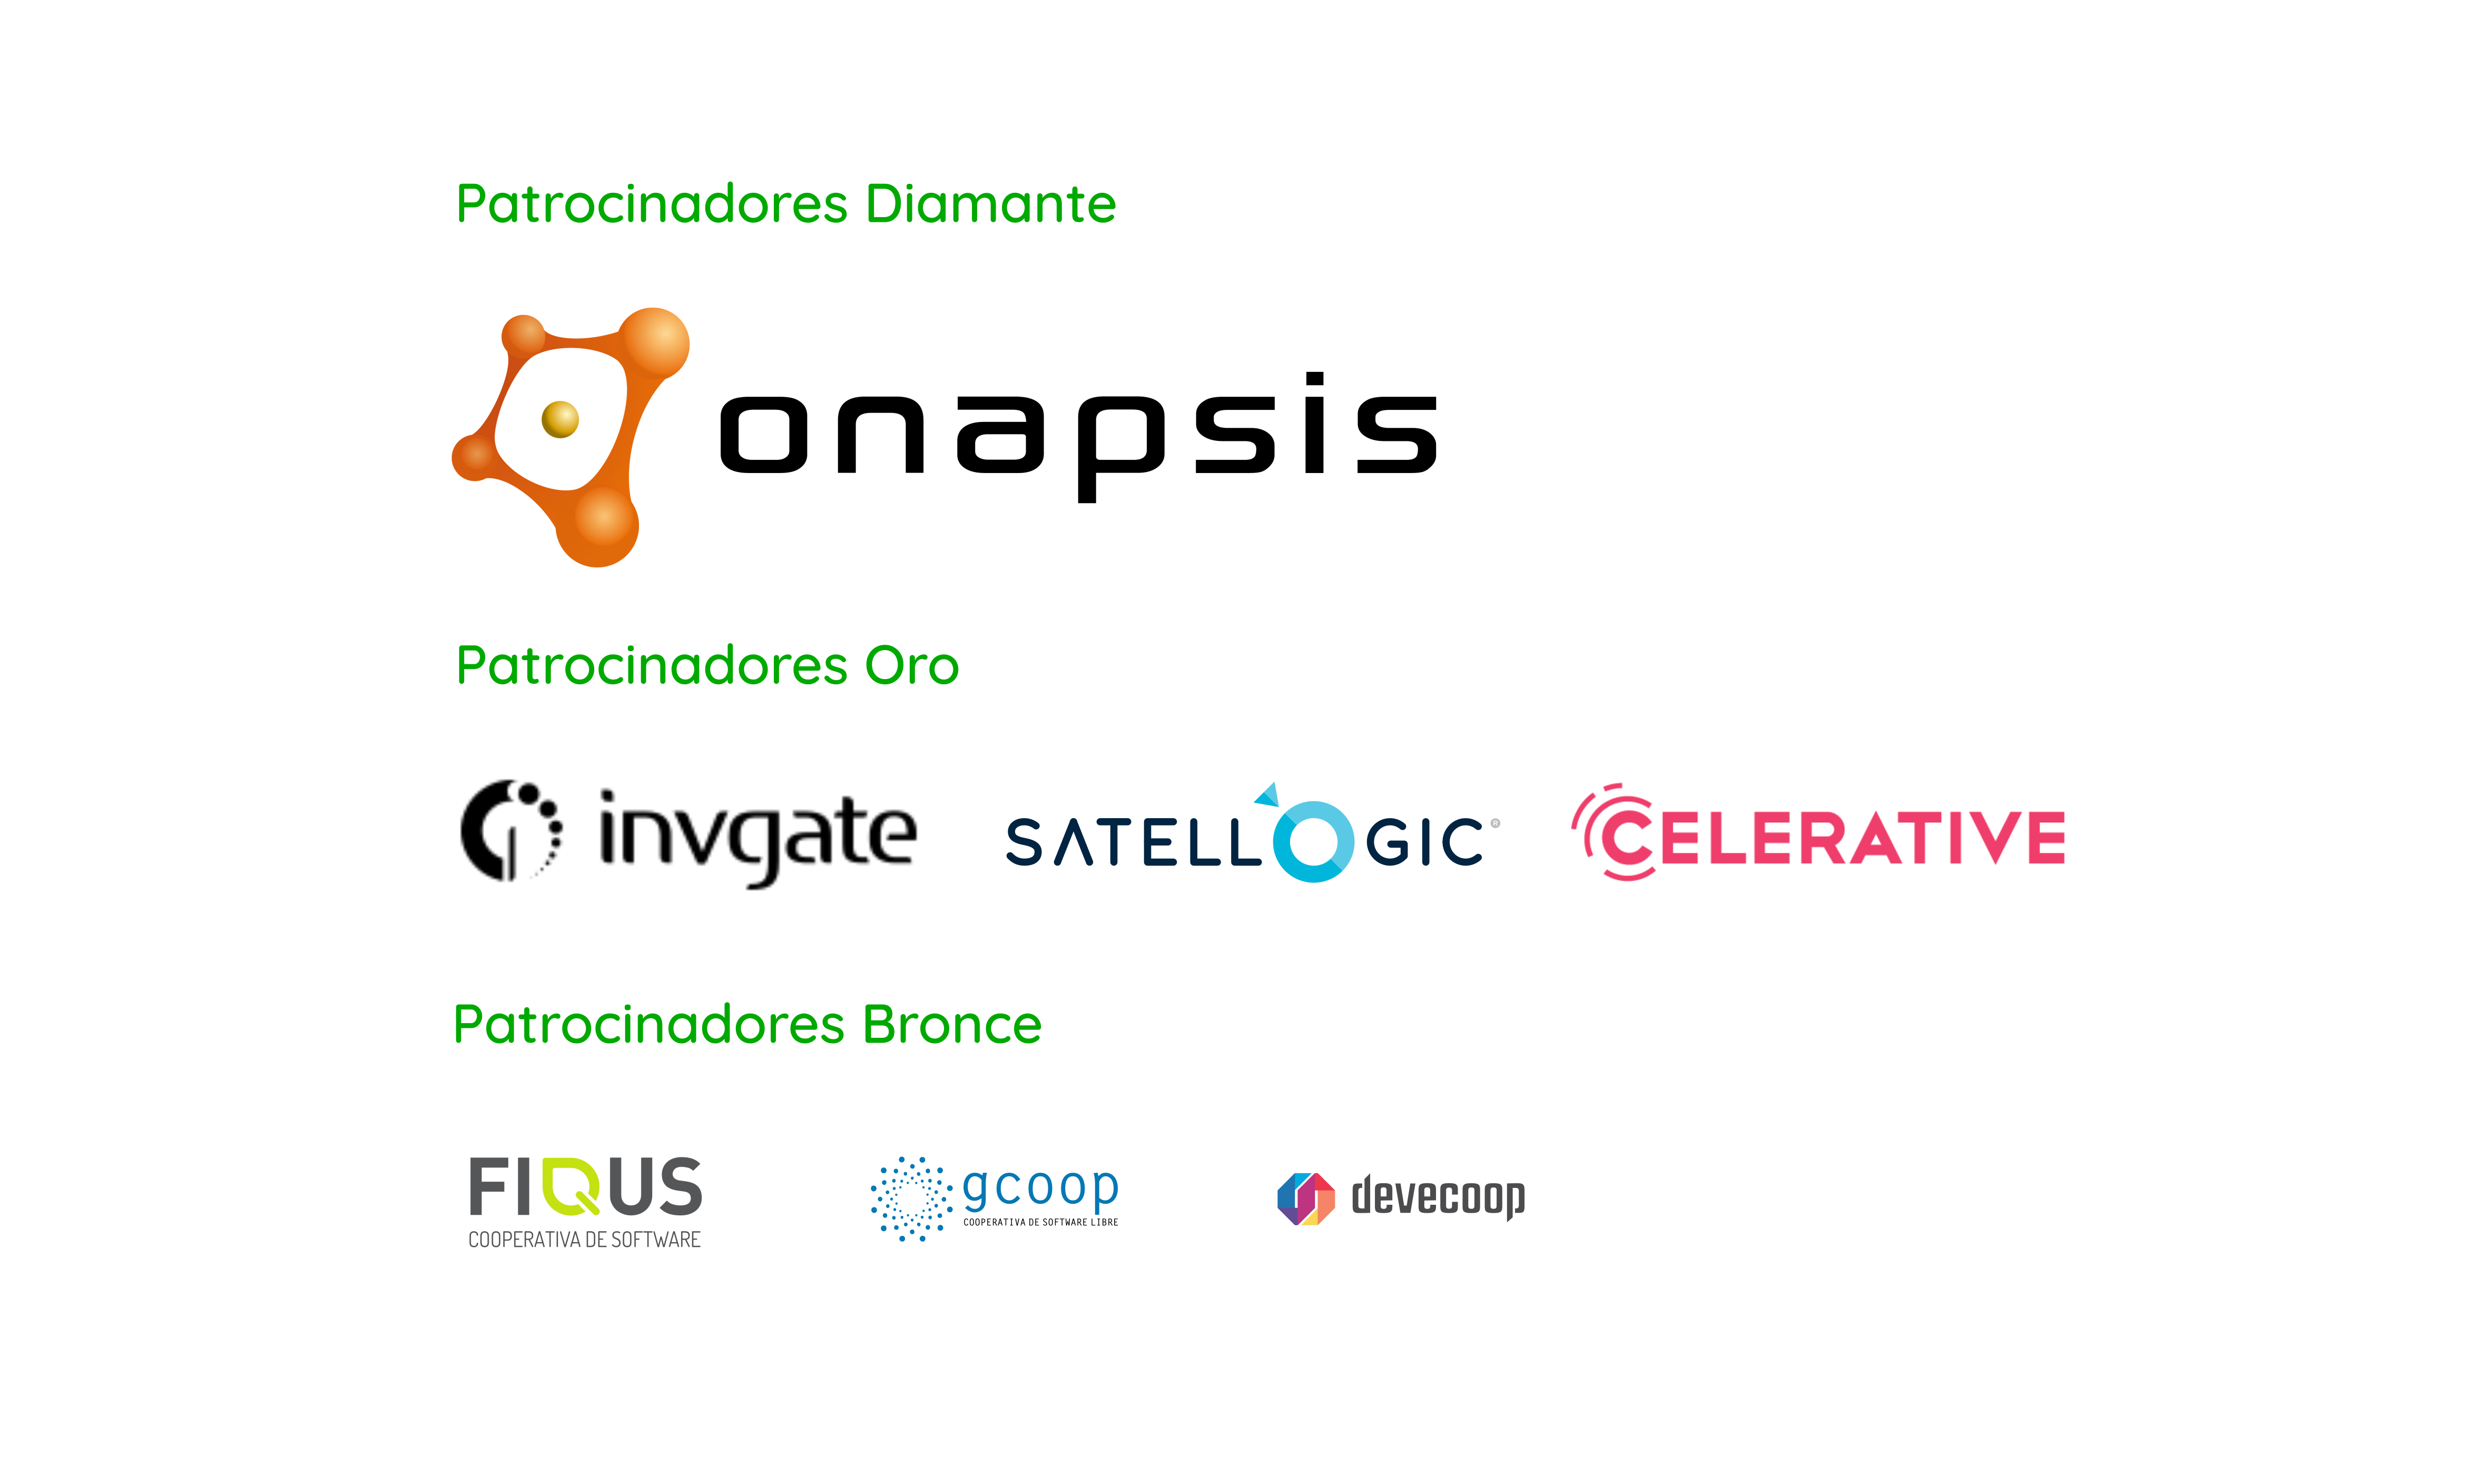 Patrocinadores Diamante
onapsis
Patrocinadores Oro
invgate
SATELLOGIC®
CELERATIVE
Patrocinadores Bronce
FIQUS
COOPERATIVA DE SOFTWARE
gcoop
COOPERATIVA DE SOFTWARE LIBRE
devecoop